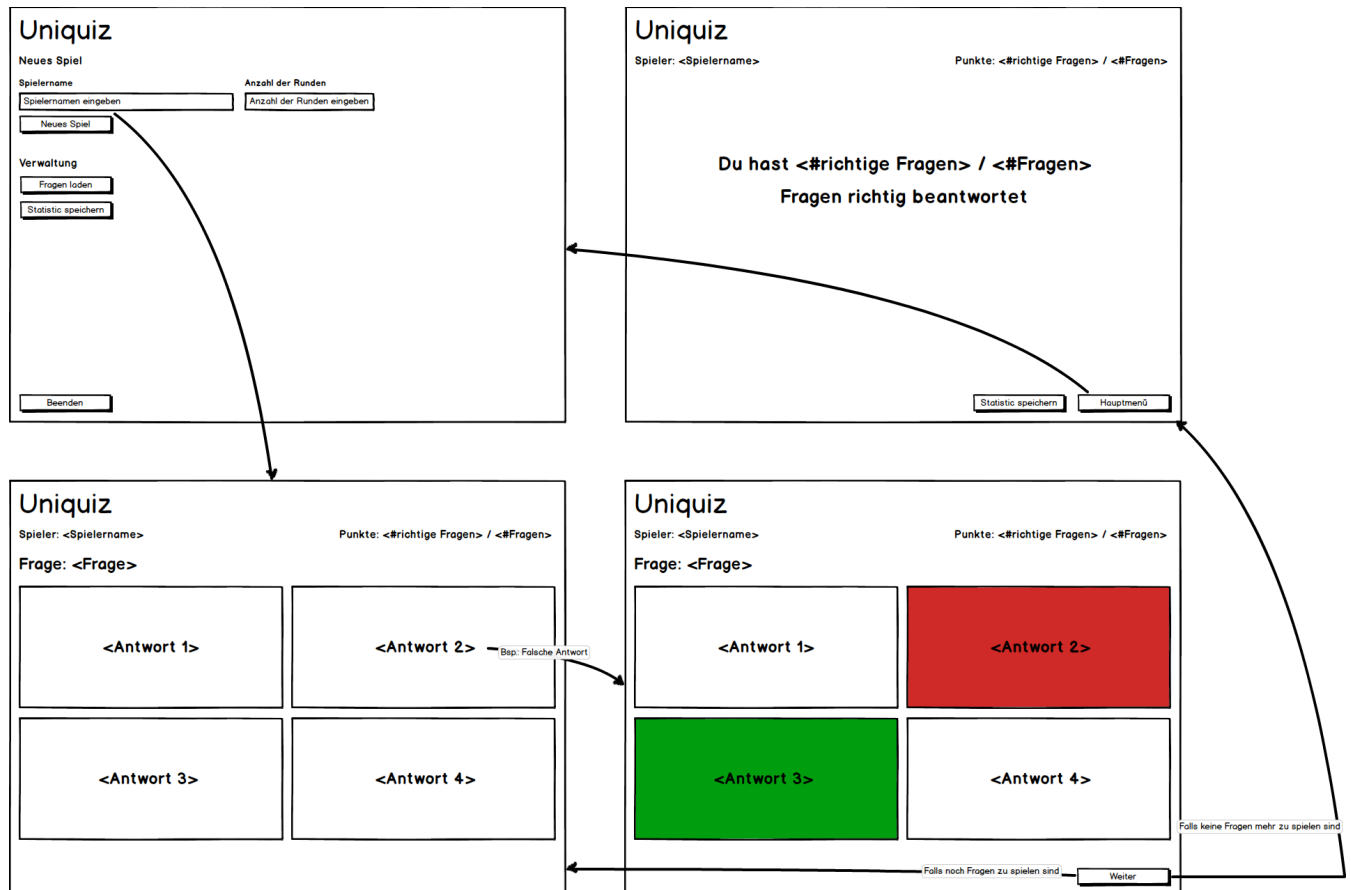 Uniquiz
Neues Spiel
Spielername
Anzahl der Runden
Spielernamen eingeben
Anzahl der Runden eingeben
Neues Spiel
Verwaltung
Fragen laden
Statistic speichern
Beenden
Uniquiz
Spieler: <Spielername>
Punkte: <#richtige Fragen> / <#Fragen>
Du hast <#richtige Fragen> / <#Fragen>
Fragen richtig beantwortet
Statistic speichern
Hauptmenü
Uniquiz
Spieler: <Spielername>
Punkte: <#richtige Fragen> / <#Fragen>
Frage: <Frage>
<Antwort 1>
<Antwort 2>
Bsp.: Falsche Antwort
<Antwort 3>
<Antwort 4>
Uniquiz
Spieler: <Spielername>
Punkte: <#richtige Fragen> / <#Fragen>
Frage: <Frage>
<Antwort 1>
<Antwort 2>
<Antwort 3>
<Antwort 4>
Falls keine Fragen mehr zu spielen sind
Falls noch Fragen zu spielen sind
Weiter